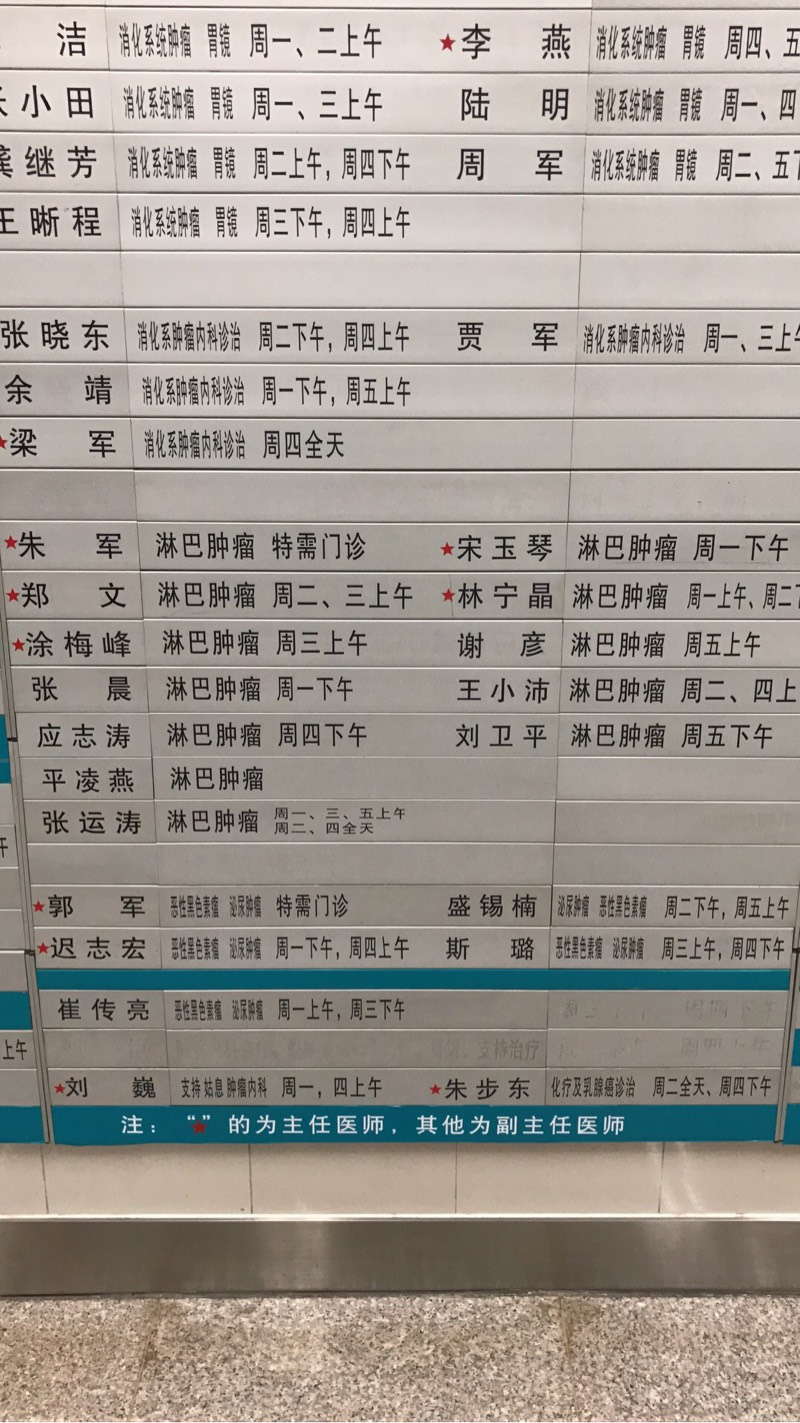 洁 消化系统肿瘤 胃镜 周一、二上午 ★李 燕 消化系统肿瘤 胃镜 周四、五
小田 消化系统肿瘤 胃镜 周一、三上午 陆 明 消化系统肿瘤 胃镜 周一、四
龚继芳 消化系统肿瘤 胃镜 周二上午，周四下午 周 军 消化系统肿瘤 胃镜 周二、五下
王晰程 消化系统肿瘤 胃镜 周三下午，周四上午
张晓东 消化系肿瘤内科诊治 周二下午，周四上午 贾 军 消化系肿瘤内科诊治 周一、三上午
余 靖 消化系肿瘤内科诊治 周一下午，周五上午
★梁 军 消化系肿瘤内科诊治 周四全天
★朱 军 淋巴肿瘤 特需门诊 ★宋玉琴 淋巴肿瘤 周一下午
★郑 文 淋巴肿瘤 周二、三上午 ★林宁晶 淋巴肿瘤 周一上午、周二下
★涂梅峰 淋巴肿瘤 周三上午 谢 彦 淋巴肿瘤 周五上午
张 晨 淋巴肿瘤 周一下午 王小沛 淋巴肿瘤 周二、四上
应志涛 淋巴肿瘤 周四下午 刘卫平 淋巴肿瘤 周五下午
平凌燕 淋巴肿瘤
张运涛 淋巴肿瘤 周一、三、五上午
周二、四全天
午
★郭 军 恶性黑色素瘤 泌尿肿瘤 特需门诊 盛锡楠 泌尿肿瘤 恶性黑色素瘤 周二下午，周五上午
★迟志宏 恶性黑色素瘤 泌尿肿瘤 周一下午，周四上午 斯 璐 恶性黑色素瘤 泌尿肿瘤 周三上午，周四下午
崔传亮 恶性黑色素瘤 泌尿肿瘤 周一上午，周三下午
上午 支持治疗
★刘 巍 支持 姑息 肿瘤内科 周一，四上午 ★朱步东 化疗及乳腺癌诊治 周二全天、周四下午
注：“★”的为主任医师，其他为副主任医师